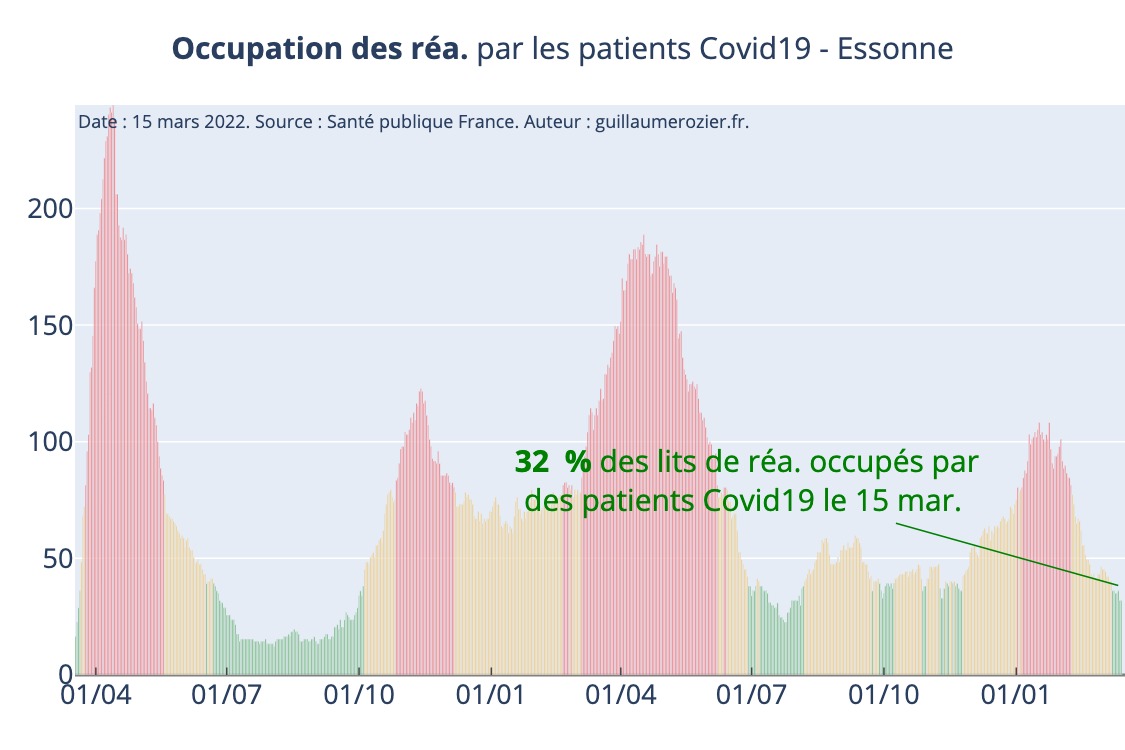 Occupation des réa. par les patients Covid19 - Essonne
Date : 15 mars 2022. Source : Santé publique France. Auteur : guillaumerozier.fr.
200
150
100
32 % des lits de réa. occupés par
des patients Covid19 le 15 mar.
50
0
01/04 01/07 01/10 01/01 01/04 01/07 01/10 01/01